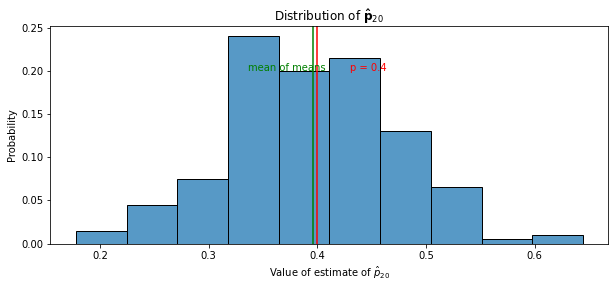 Distribution of p̂₂₀
0.25
0.20
0.15
0.10
0.05
0.00
Probability
mean of means
p = 0.4
0.2 0.3 0.4 0.5 0.6
Value of estimate of p̂₂₀